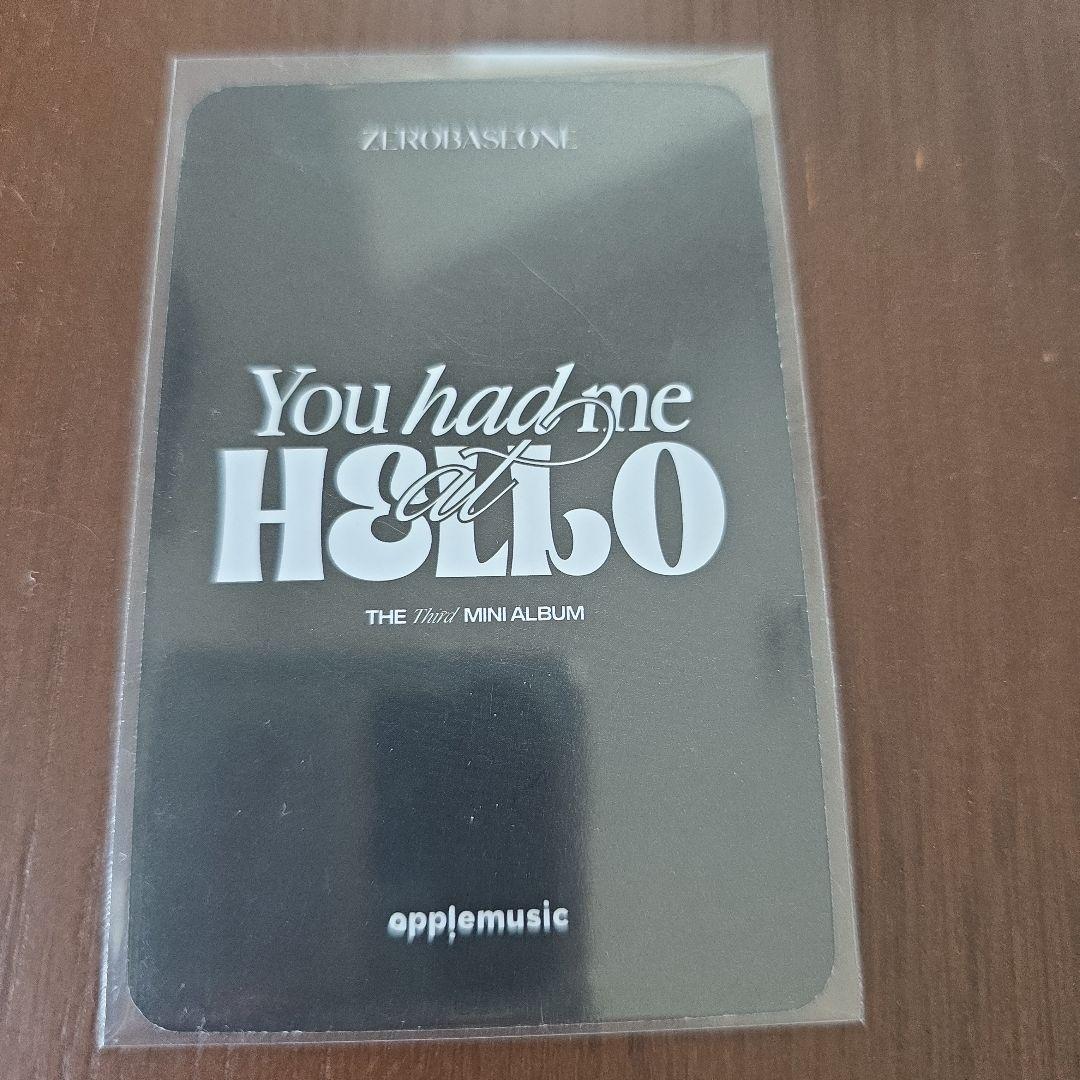 ZEROBASEONE
You had me
at
HELLO
THE Third MINI ALBUM
applemusic